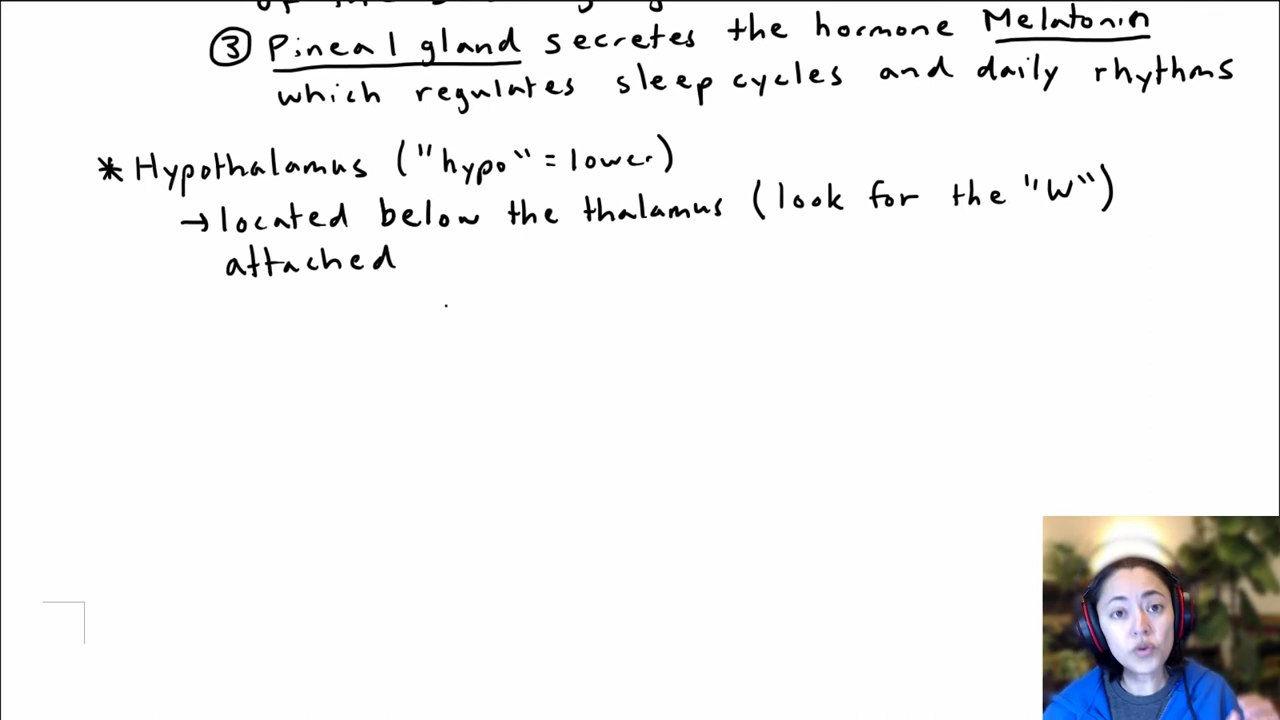 ③ Pineal gland secretes the hormone Melatonin
which regulates sleep cycles and daily rhythms
* Hypothalamus ("hypo" = lower)
→ located below the thalamus (look for the "W")
attached